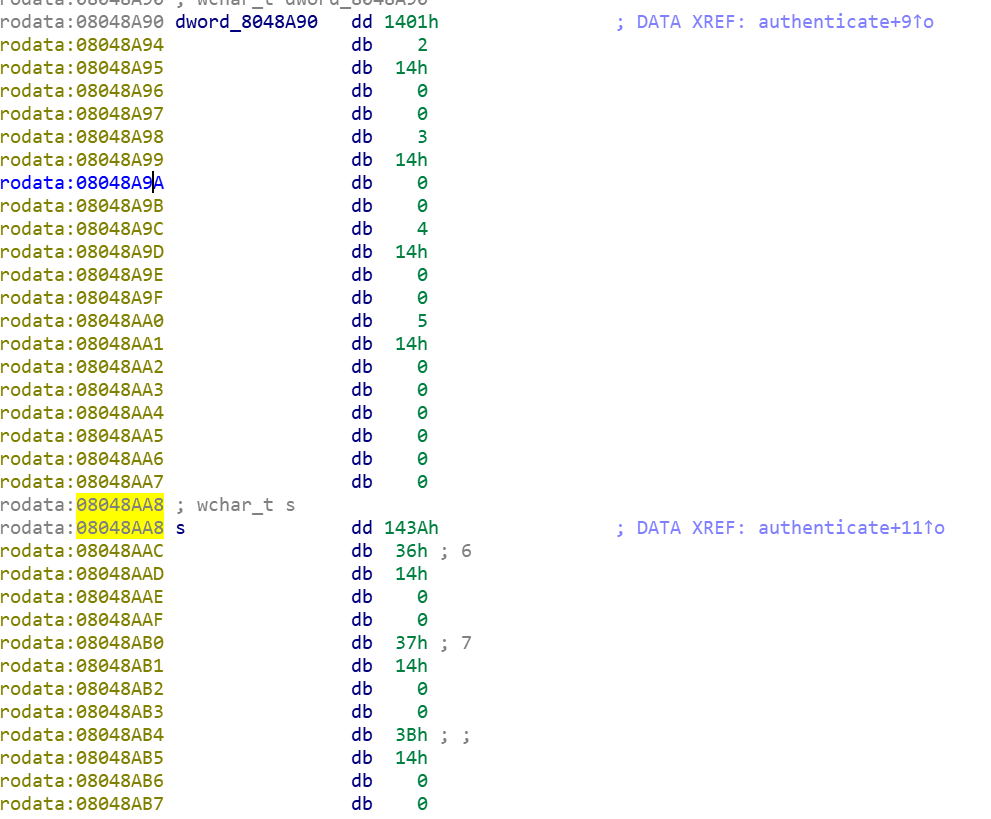 rodata:08048A90 ; wchar_t dword_8048A90
rodata:08048A90 dword_8048A90 dd 1401h ; DATA XREF: authenticate+9↑o
rodata:08048A94 db 2
rodata:08048A95 db 14h
rodata:08048A96 db 0
rodata:08048A97 db 0
rodata:08048A98 db 3
rodata:08048A99 db 14h
rodata:08048A9A db 0
rodata:08048A9B db 0
rodata:08048A9C db 4
rodata:08048A9D db 14h
rodata:08048A9E db 0
rodata:08048A9F db 0
rodata:08048AA0 db 5
rodata:08048AA1 db 14h
rodata:08048AA2 db 0
rodata:08048AA3 db 0
rodata:08048AA4 db 0
rodata:08048AA5 db 0
rodata:08048AA6 db 0
rodata:08048AA7 db 0
rodata:08048AA8 ; wchar_t s
rodata:08048AA8 s dd 143Ah ; DATA XREF: authenticate+11↑o
rodata:08048AAC db 36h ; 6
rodata:08048AAD db 14h
rodata:08048AAE db 0
rodata:08048AAF db 0
rodata:08048AB0 db 37h ; 7
rodata:08048AB1 db 14h
rodata:08048AB2 db 0
rodata:08048AB3 db 0
rodata:08048AB4 db 3Bh ; ;
rodata:08048AB5 db 14h
rodata:08048AB6 db 0
rodata:08048AB7 db 0